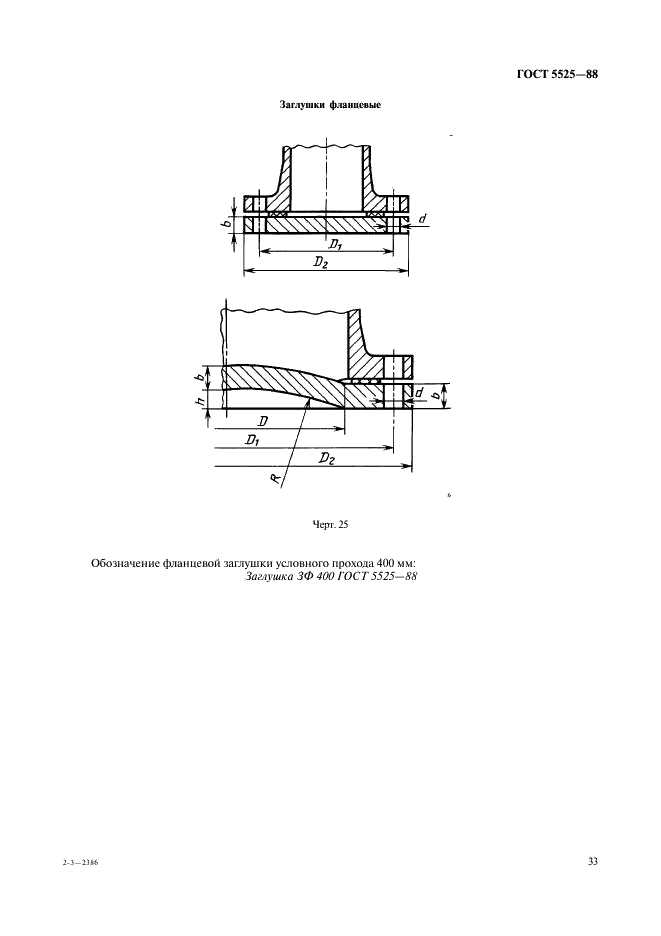 ГОСТ 5525—88
Заглушки фланцевые
b
d
D₁
D₂
b
h
d
b
D
D₁
D₂
R
Черт. 25
Обозначение фланцевой заглушки условного прохода 400 мм:
Заглушка ЗФ 400 ГОСТ 5525—88
2-3—2386
33